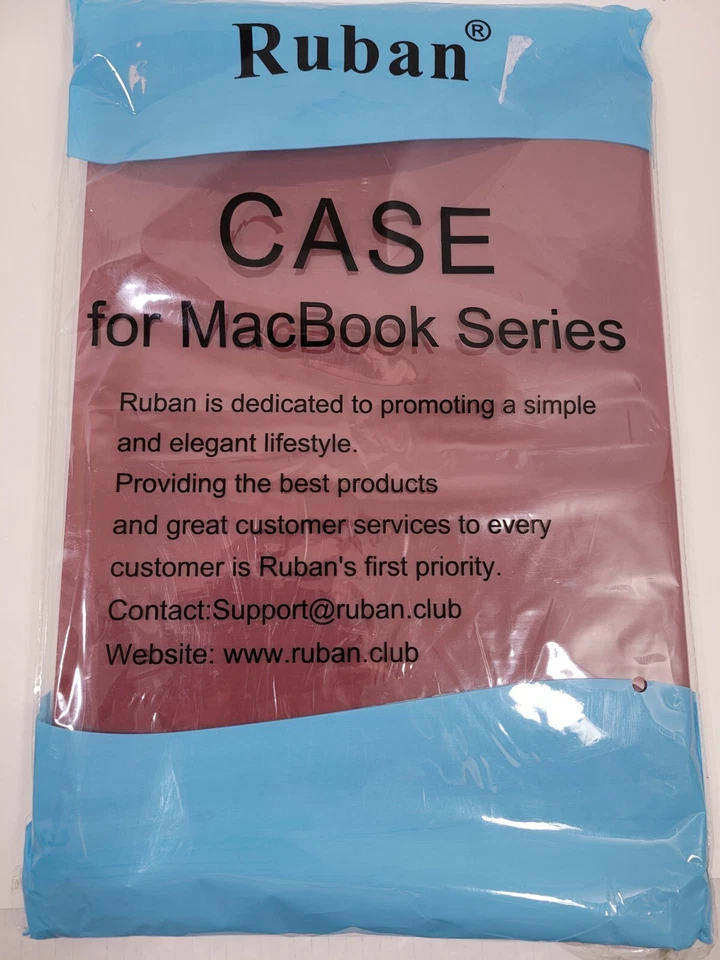 Ruban®
CASE
for MacBook Series
Ruban is dedicated to promoting a simple
and elegant lifestyle.
Providing the best products
and great customer services to every
customer is Ruban's first priority.
Contact:Support@ruban.club
Website: www.ruban.club